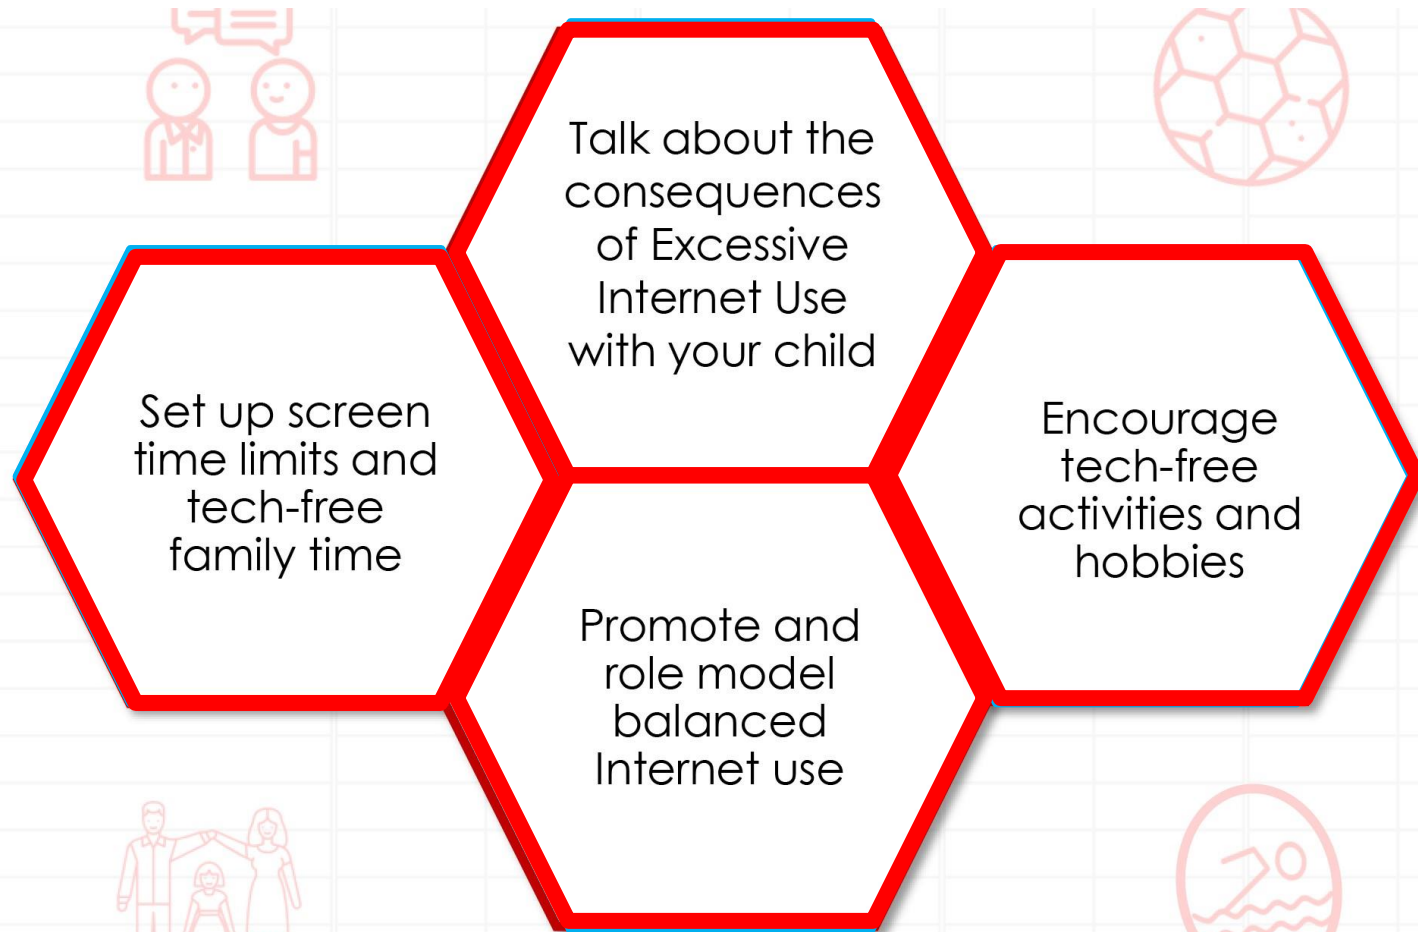 Talk about the
consequences
of Excessive
Internet Use
with your child
Set up screen
time limits and
tech-free
family time
Encourage
tech-free
activities and
hobbies
Promote and
role model
balanced
Internet use